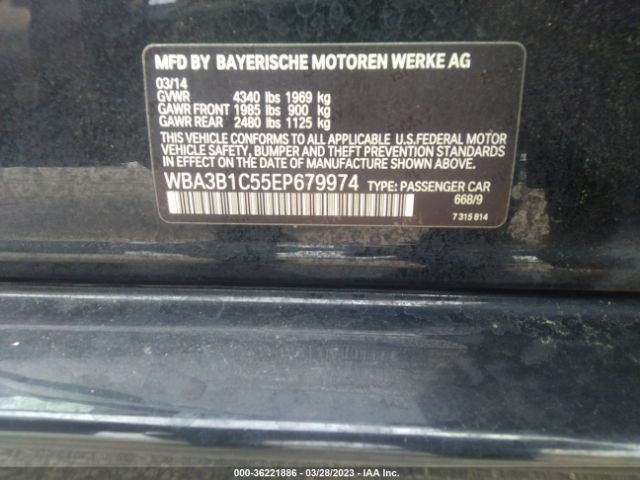 MFD BY BAYERISCHE MOTOREN WERKE AG
03/14
GVWR 4340 lbs 1969 kg
GAWR FRONT 1985 lbs 900 kg
GAWR REAR 2480 lbs 1125 kg
THIS VEHICLE CONFORMS TO ALL APPLICABLE U.S.FEDERAL MOTOR
VEHICLE SAFETY, BUMPER AND THEFT PREVENTION STANDARDS
IN EFFECT ON THE DATE OF MANUFACTURE SHOWN ABOVE.
WBA3B1C55EP679974 TYPE: PASSENGER CAR
668/9
7 315 814
000-36221886 - 03/28/2023 - IAA Inc.